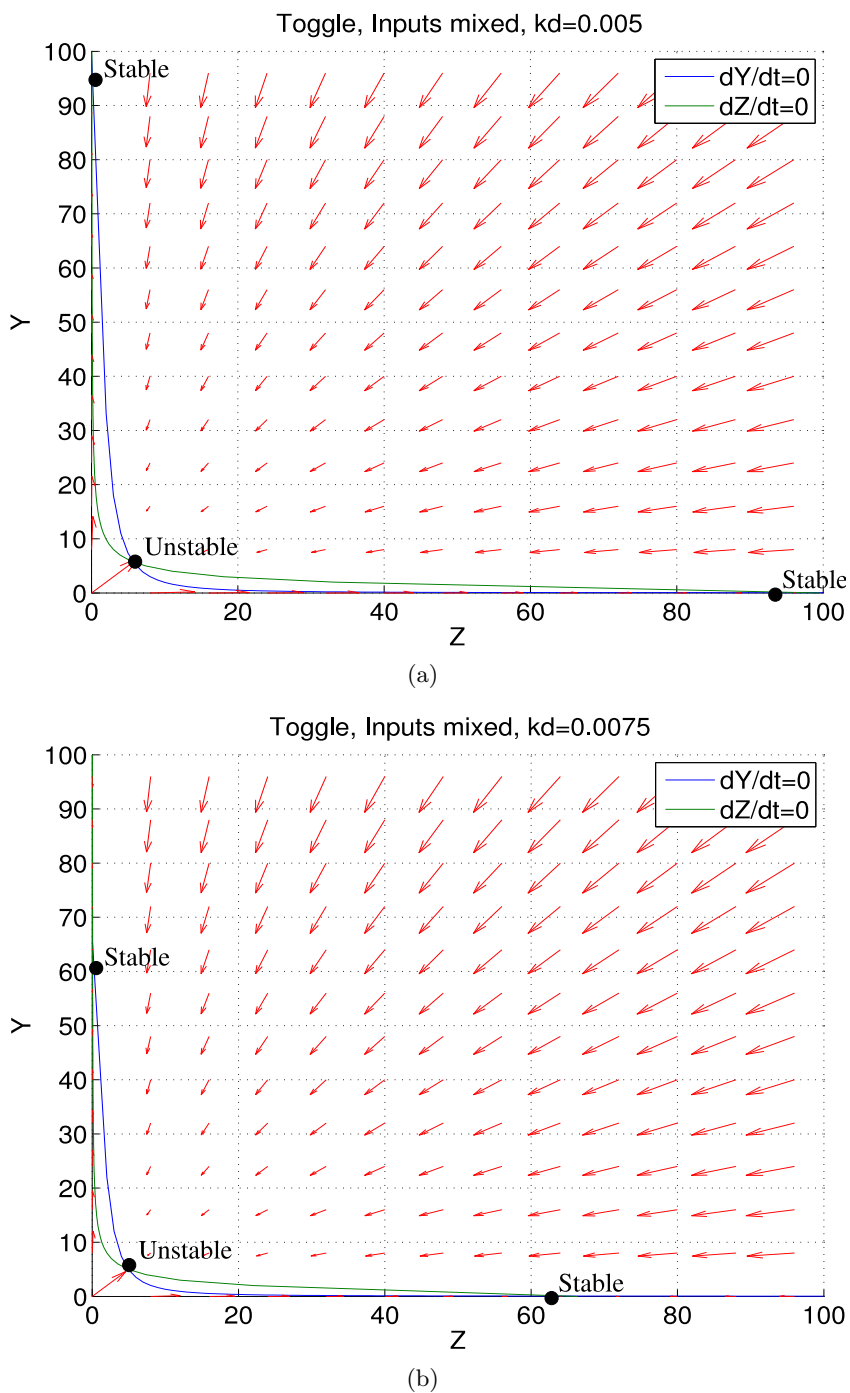 Toggle, Inputs mixed, kd=0.005
100
90
80
70
60
50
40
30
20
10
0
Y
Stable
dY/dt=0
dZ/dt=0
Unstable
Stable
0
20
40
60
80
100
Z
(a)
Toggle, Inputs mixed, kd=0.0075
100
90
80
70
60
50
40
30
20
10
0
Y
dY/dt=0
dZ/dt=0
Stable
Unstable
Stable
0
20
40
60
80
100
Z
(b)